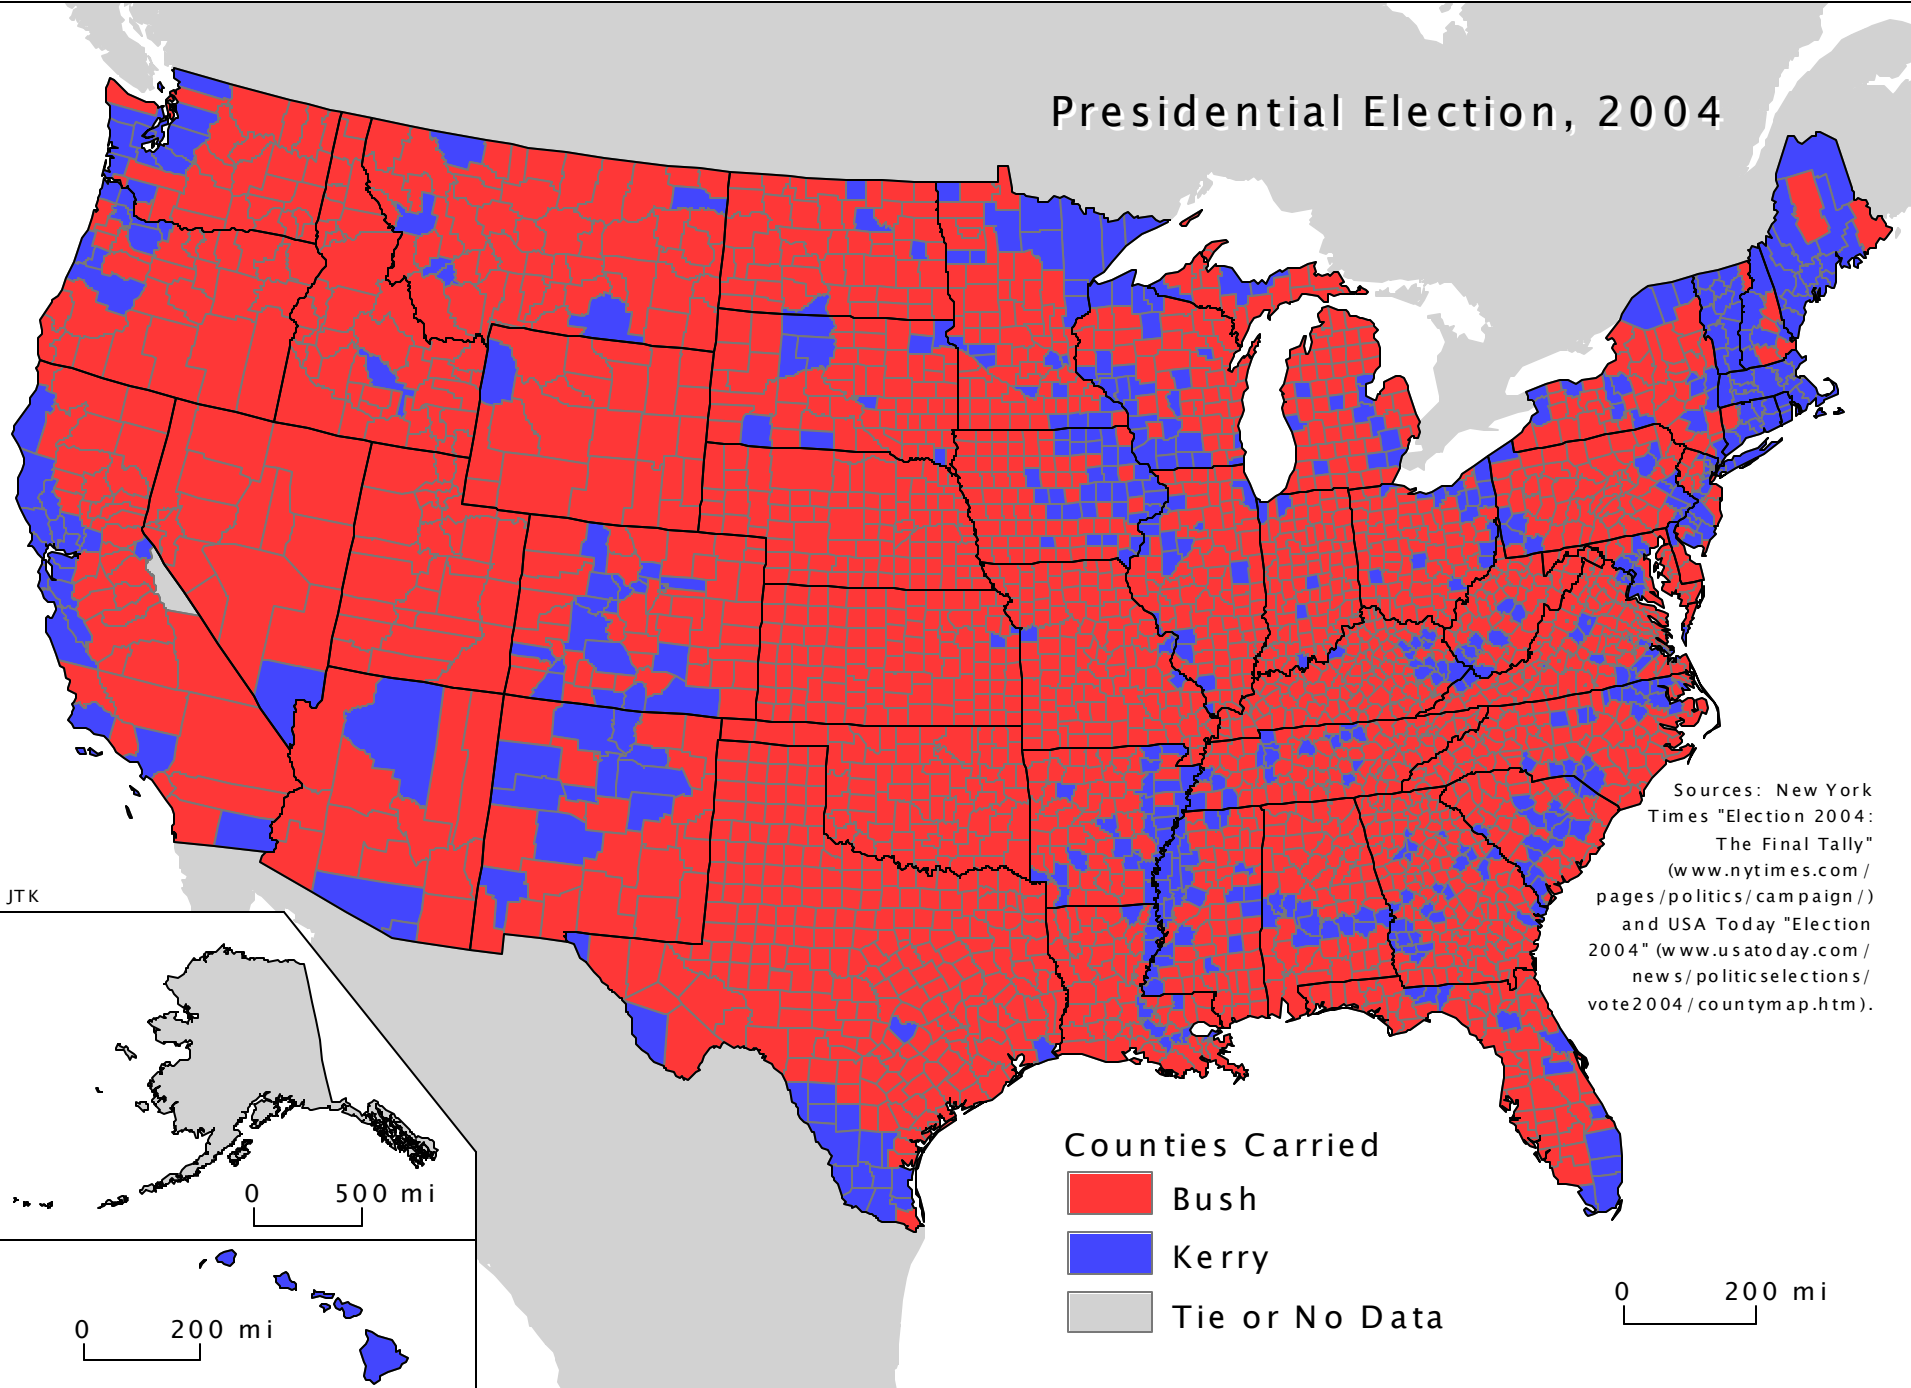 Presidential Election, 2004
Sources: New York
Times "Election 2004:
The Final Tally"
(www.nytimes.com/
pages/politics/campaign/)
and USA Today "Election
2004" (www.usatoday.com/
news/politicselections/
vote2004/countymap.htm).
JTK
0 500 mi
0 200 mi
Counties Carried
Bush
Kerry
Tie or No Data
0 200 mi